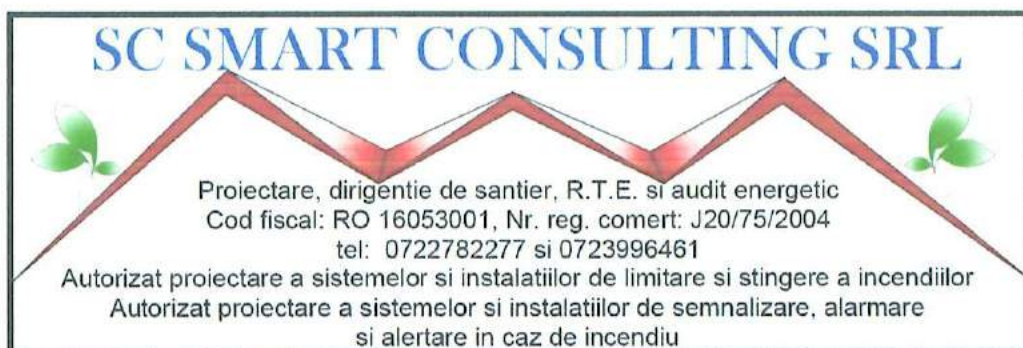 SC SMART CONSULTING SRL
Proiectare, dirigentie de santier, R.T.E. si audit energetic
Cod fiscal: RO 16053001, Nr. reg. comert: J20/75/2004
tel: 0722782277 si 0723996461
Autorizat proiectare a sistemelor si instalatiilor de limitare si stingere a incendiilor
Autorizat proiectare a sistemelor si instalatiilor de semnalizare, alarmare
si alertare in caz de incendiu